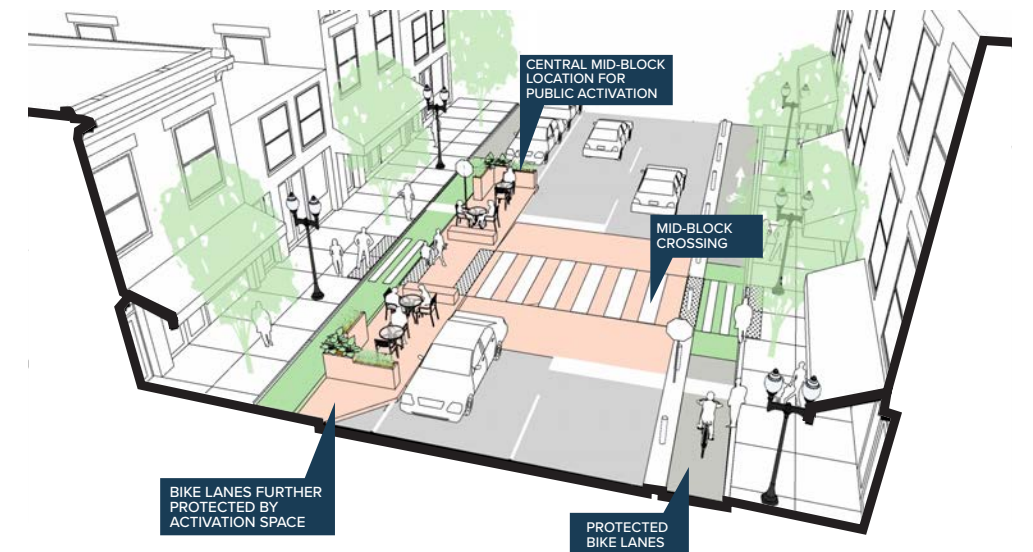 CENTRAL MID-BLOCK
LOCATION FOR
PUBLIC ACTIVATION
MID-BLOCK
CROSSING
BIKE LANES FURTHER
PROTECTED BY
ACTIVATION SPACE
PROTECTED
BIKE LANES